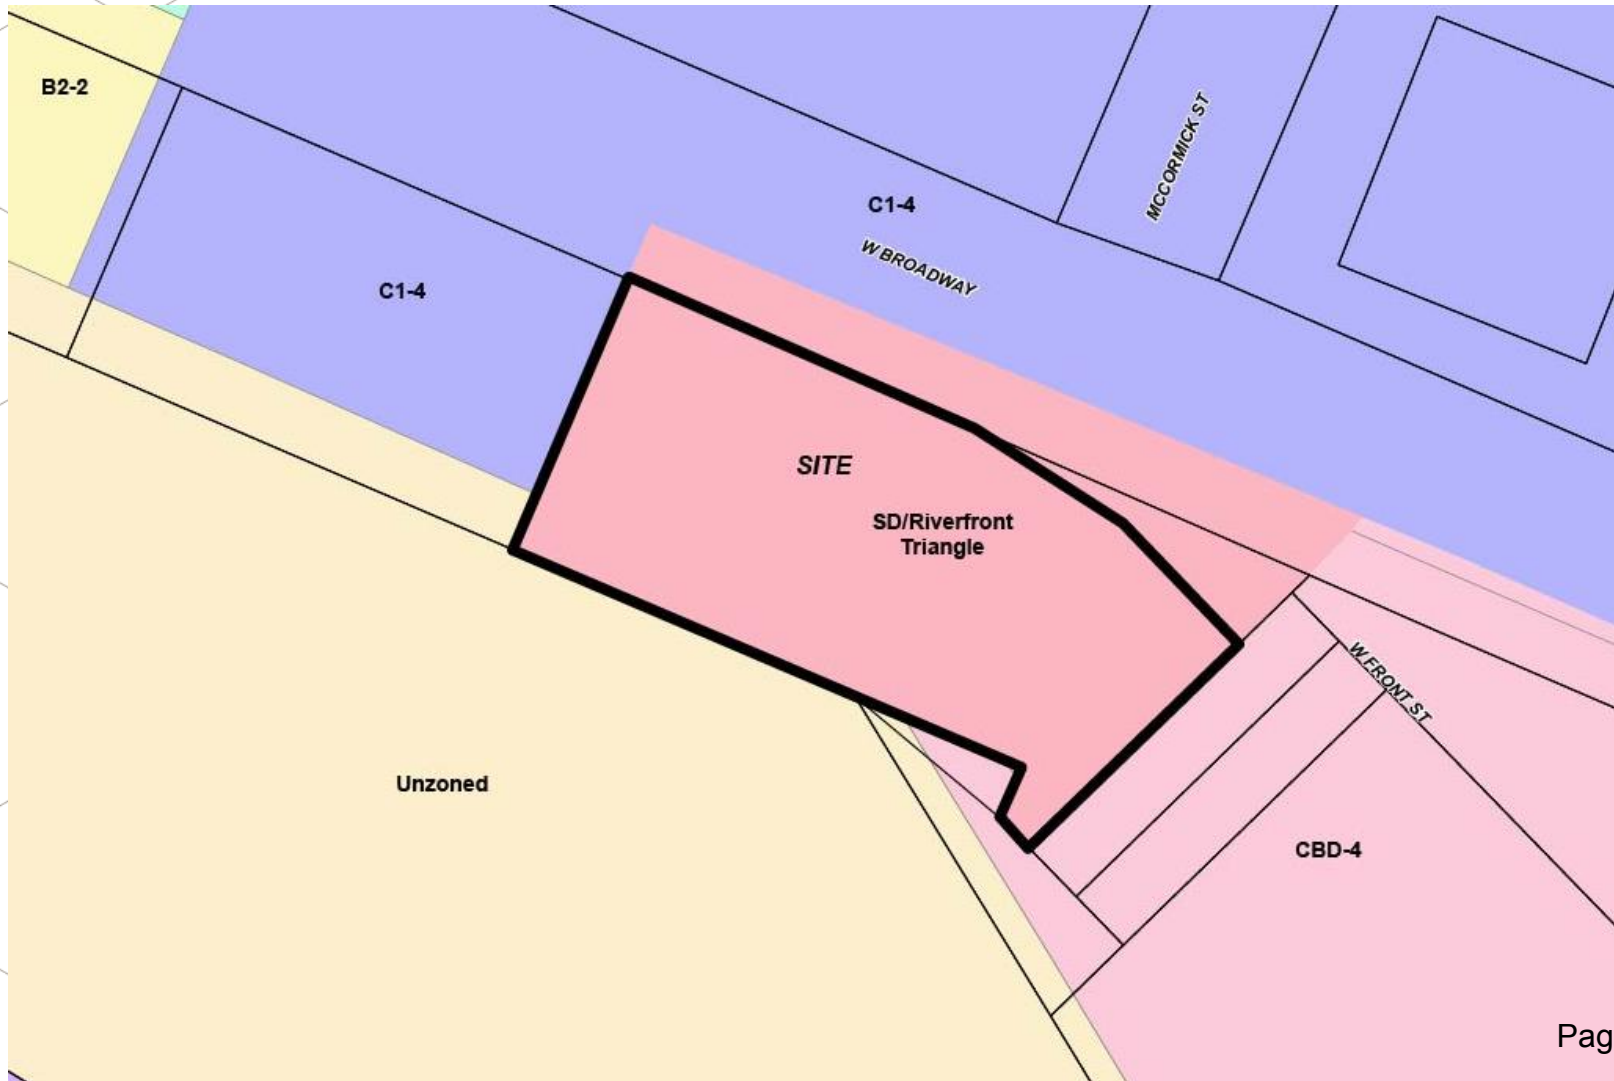 B2-2
MCCORMICK ST
C1-4
W BROADWAY
C1-4
SITE
SD/Riverfront
Triangle
W FRONT ST
Unzoned
CBD-4
Pag